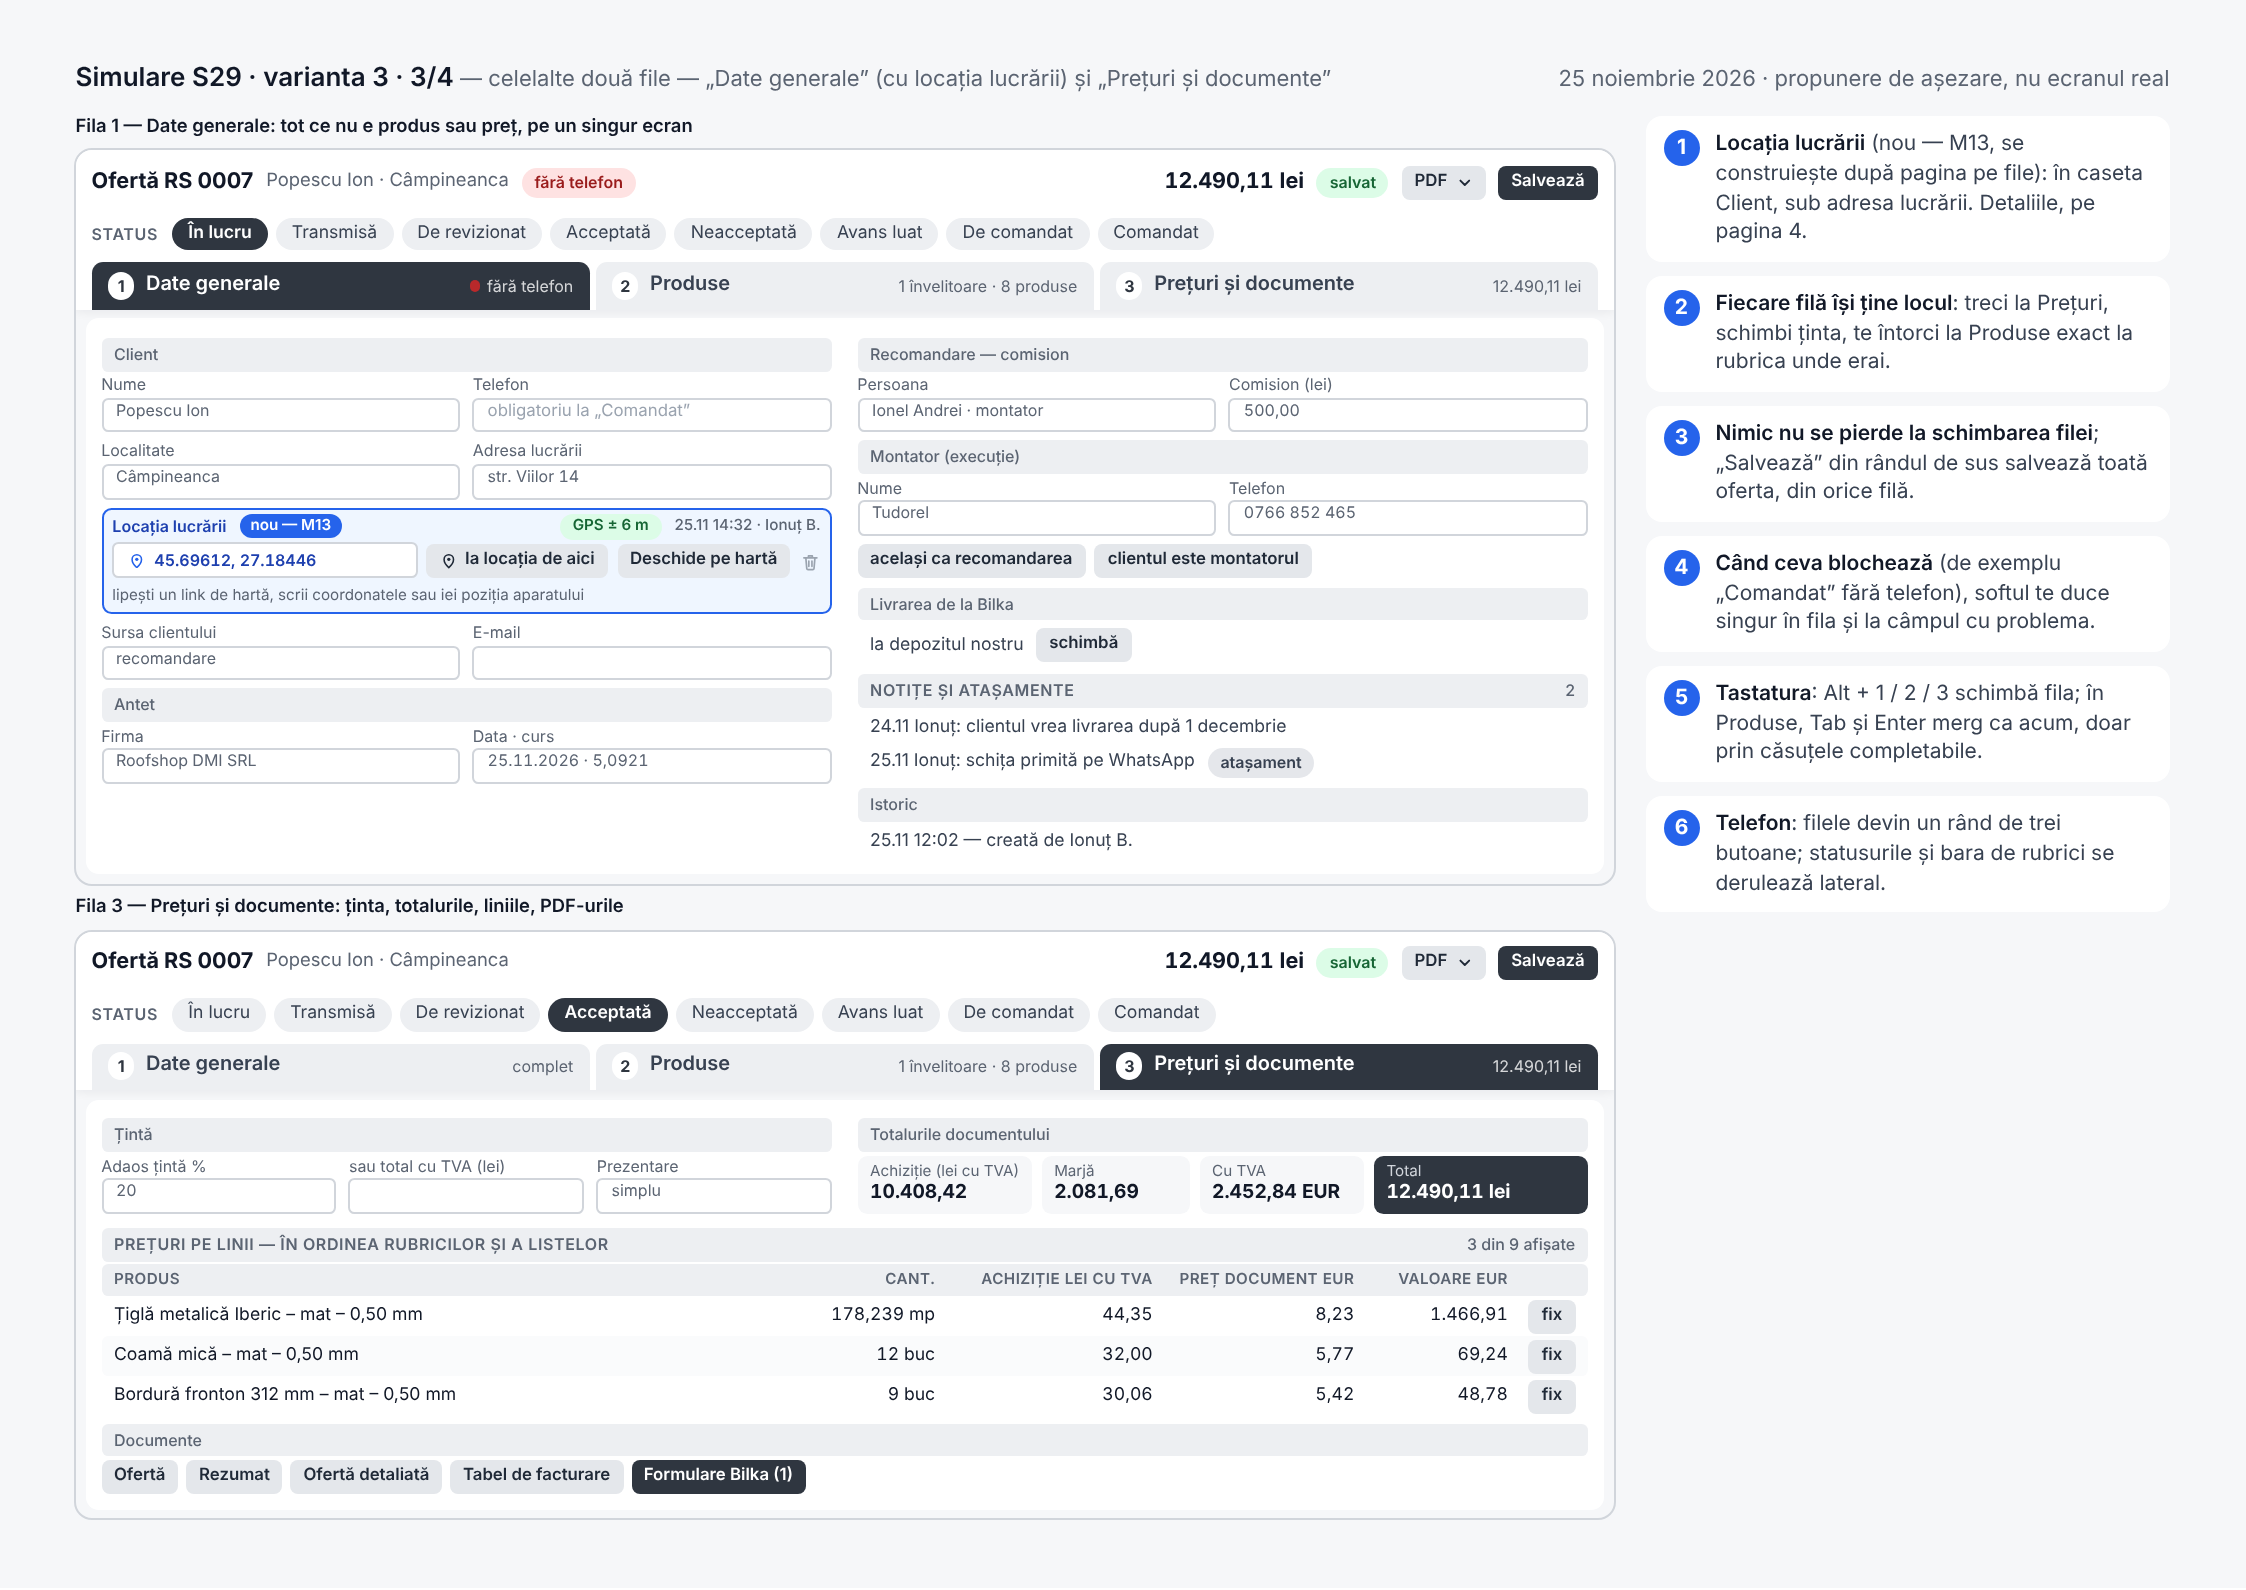 Simulare S29 · varianta 3 · 3/4 — celelalte două file — „Date generale” (cu locația lucrării) și „Prețuri și documente”
25 noiembrie 2026 · propunere de așezare, nu ecranul real
Fila 1 — Date generale: tot ce nu e produs sau preț, pe un singur ecran
Ofertă RS 0007 Popescu Ion · Câmpineanca fără telefon 12.490,11 lei salvat PDF Salvează
STATUS În lucru Transmisă De revizionat Acceptată Neacceptată Avans luat De comandat Comandat
1 Date generale fără telefon 2 Produse 1 învelitoare · 8 produse 3 Prețuri și documente 12.490,11 lei
Client
Nume Telefon
Popescu Ion obligatoriu la „Comandat”
Localitate Adresa lucrării
Câmpineanca str. Viilor 14
Locația lucrării nou — M13 GPS ± 6 m 25.11 14:32 · Ionuț B.
45.69612, 27.18446 Ia locația de aici Deschide pe hartă
lipești un link de hartă, scrii coordonatele sau iei poziția aparatului
Sursa clientului E-mail
recomandare
Antet
Firma Data · curs
Roofshop DMI SRL 25.11.2026 · 5,0921
Recomandare — comision
Persoana Comision (lei)
Ionel Andrei · montator 500,00
Montator (execuție)
Nume Telefon
Tudorel 0766 852 465
același ca recomandarea clientul este montatorul
Livrarea de la Bilka
la depozitul nostru schimbă
NOTIȚE ȘI ATAȘAMENTE 2
24.11 Ionuț: clientul vrea livrarea după 1 decembrie
25.11 Ionuț: schița primită pe WhatsApp atașament
Istoric
25.11 12:02 — creată de Ionuț B.
Fila 3 — Prețuri și documente: ținta, totalurile, liniile, PDF-urile
Ofertă RS 0007 Popescu Ion · Câmpineanca 12.490,11 lei salvat PDF Salvează
STATUS În lucru Transmisă De revizionat Acceptată Neacceptată Avans luat De comandat Comandat
1 Date generale complet 2 Produse 1 învelitoare · 8 produse 3 Prețuri și documente 12.490,11 lei
Țintă
Adaos țintă % sau total cu TVA (lei) Prezentare
20 simplu
Totalurile documentului
Achiziție (lei cu TVA) Marjă Cu TVA Total
10.408,42 2.081,69 2.452,84 EUR 12.490,11 lei
PREȚURI PE LINII — ÎN ORDINEA RUBRICILOR ȘI A LISTELOR 3 din 9 afișate
PRODUS CANT. ACHIZIȚIE LEI CU TVA PREȚ DOCUMENT EUR VALOARE EUR
Țiglă metalică Iberic – mat – 0,50 mm 178,239 mp 44,35 8,23 1.466,91 fix
Coamă mică – mat – 0,50 mm 12 buc 32,00 5,77 69,24 fix
Bordură fronton 312 mm – mat – 0,50 mm 9 buc 30,06 5,42 48,78 fix
Documente
Ofertă Rezumat Ofertă detaliată Tabel de facturare Formulare Bilka (1)
1 Locația lucrării (nou — M13, se
construiește după pagina pe file): în caseta
Client, sub adresa lucrării. Detaliile, pe
pagina 4.
2 Fiecare filă își ține locul: treci la Prețuri,
schimbi ținta, te întorci la Produse exact la
rubrica unde erai.
3 Nimic nu se pierde la schimbarea filei;
„Salvează” din rândul de sus salvează toată
oferta, din orice filă.
4 Când ceva blochează (de exemplu
„Comandat” fără telefon), softul te duce
singur în fila și la câmpul cu problema.
5 Tastatura: Alt + 1 / 2 / 3 schimbă fila; în
Produse, Tab și Enter merg ca acum, doar
prin căsuțele completabile.
6 Telefon: filele devin un rând de trei
butoane; statusurile și bara de rubrici se
derulează lateral.